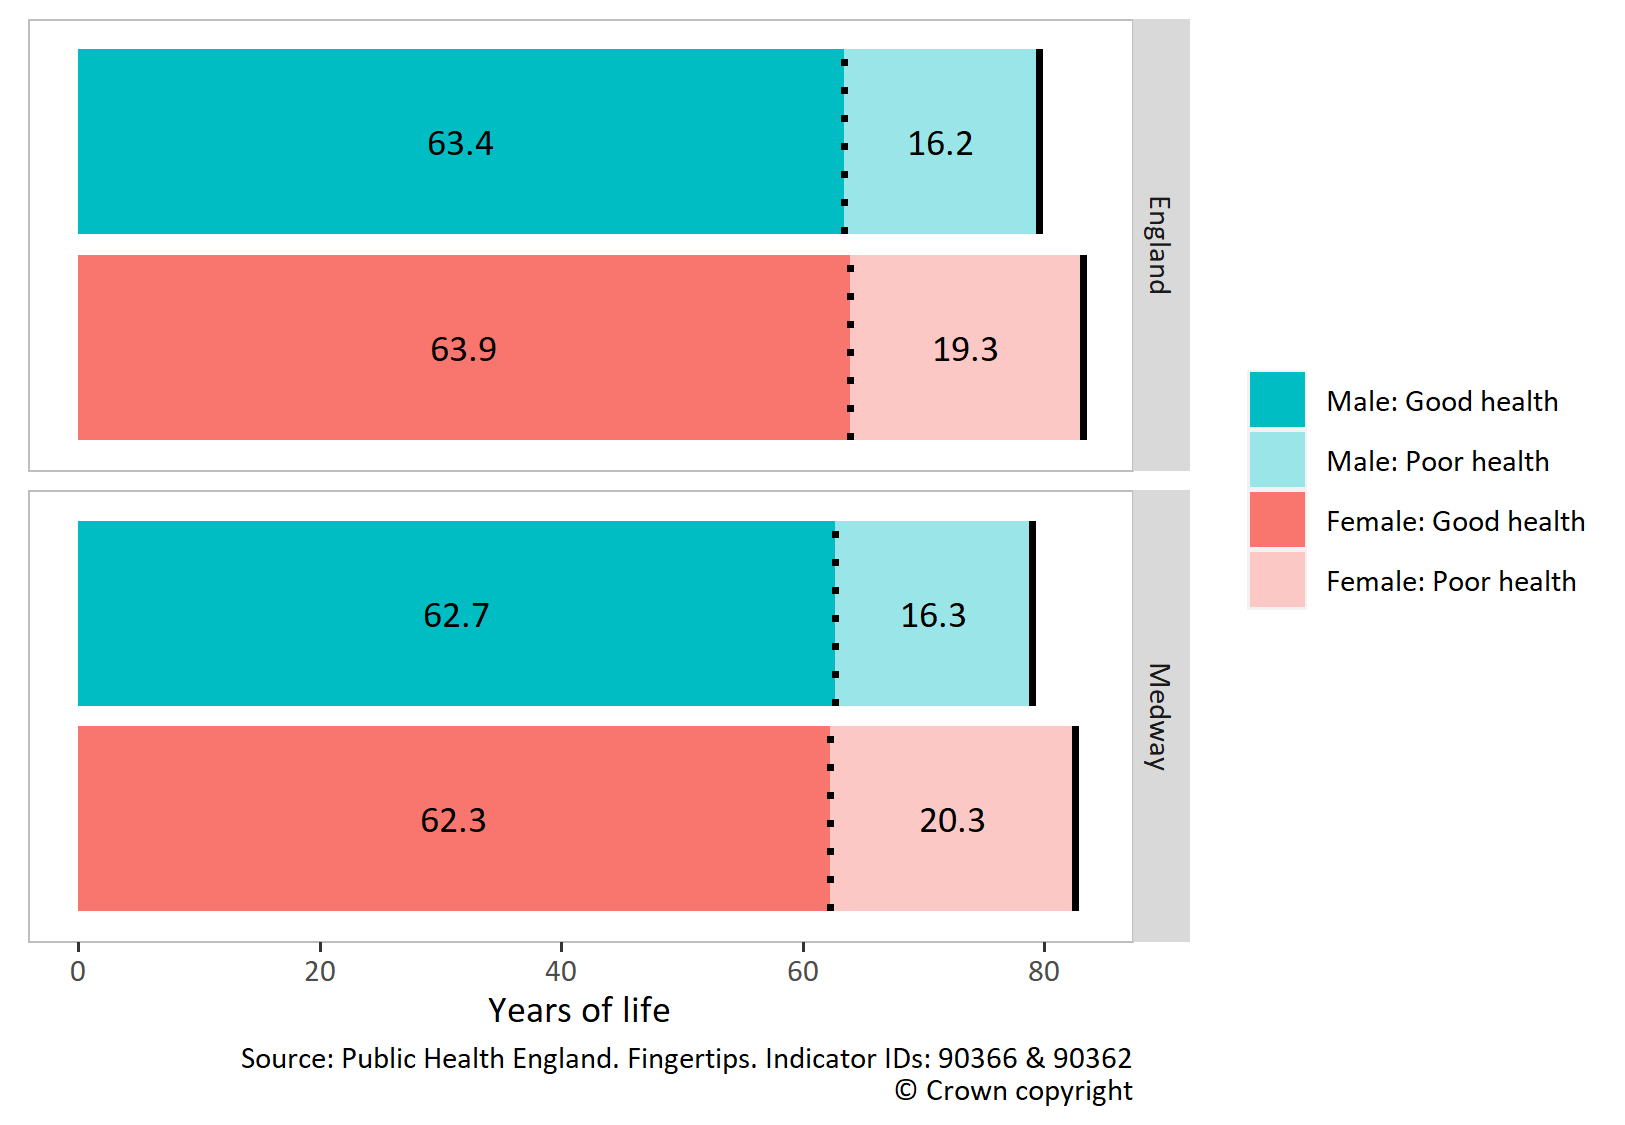 63.4
16.2
England
63.9
19.3
Male: Good health
Male: Poor health
Female: Good health
Female: Poor health
62.7
16.3
Medway
62.3
20.3
0 20 40 60 80
Years of life
Source: Public Health England. Fingertips. Indicator IDs: 90366 & 90362
© Crown copyright